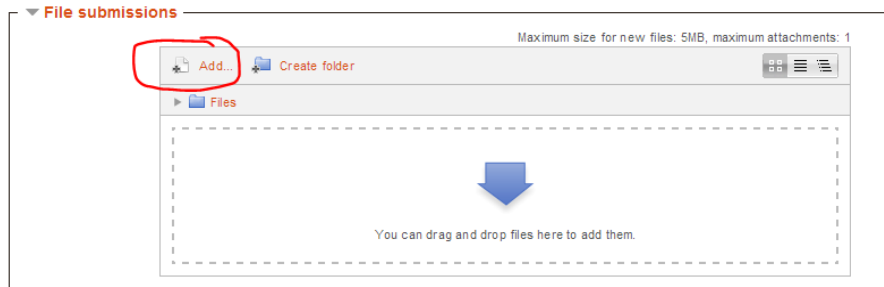 File submissions
Maximum size for new files: 5MB, maximum attachments: 1
Add... Create folder
Files
You can drag and drop files here to add them.